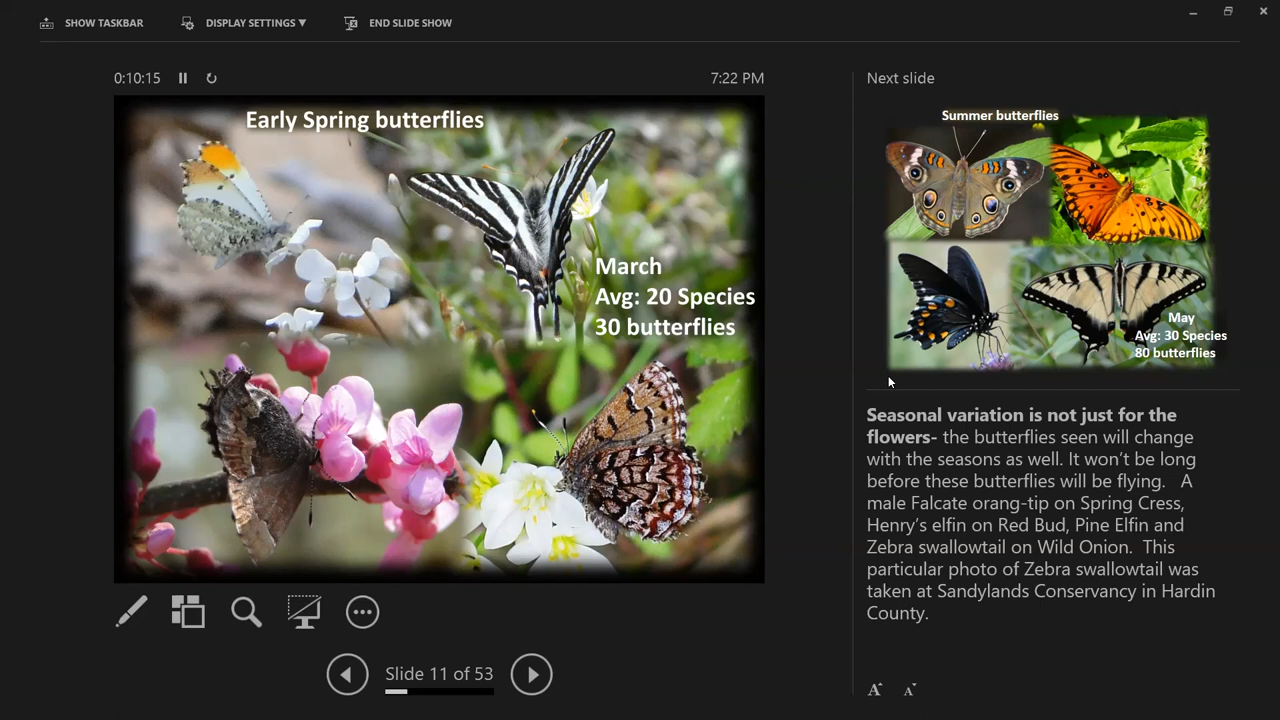 SHOW TASKBAR
DISPLAY SETTINGS ▼
END SLIDE SHOW
0:10:15
7:22 PM
Early Spring butterflies
March
Avg: 20 Species
30 butterflies
Slide 11 of 53
Next slide
Summer butterflies
May
Avg: 30 Species
80 butterflies
Seasonal variation is not just for the
flowers- the butterflies seen will change
with the seasons as well. It won’t be long
before these butterflies will be flying.   A
male Falcate orang-tip on Spring Cress,
Henry’s elfin on Red Bud, Pine Elfin and
Zebra swallowtail on Wild Onion.  This
particular photo of Zebra swallowtail was
taken at Sandylands Conservancy in Hardin
County.
A A